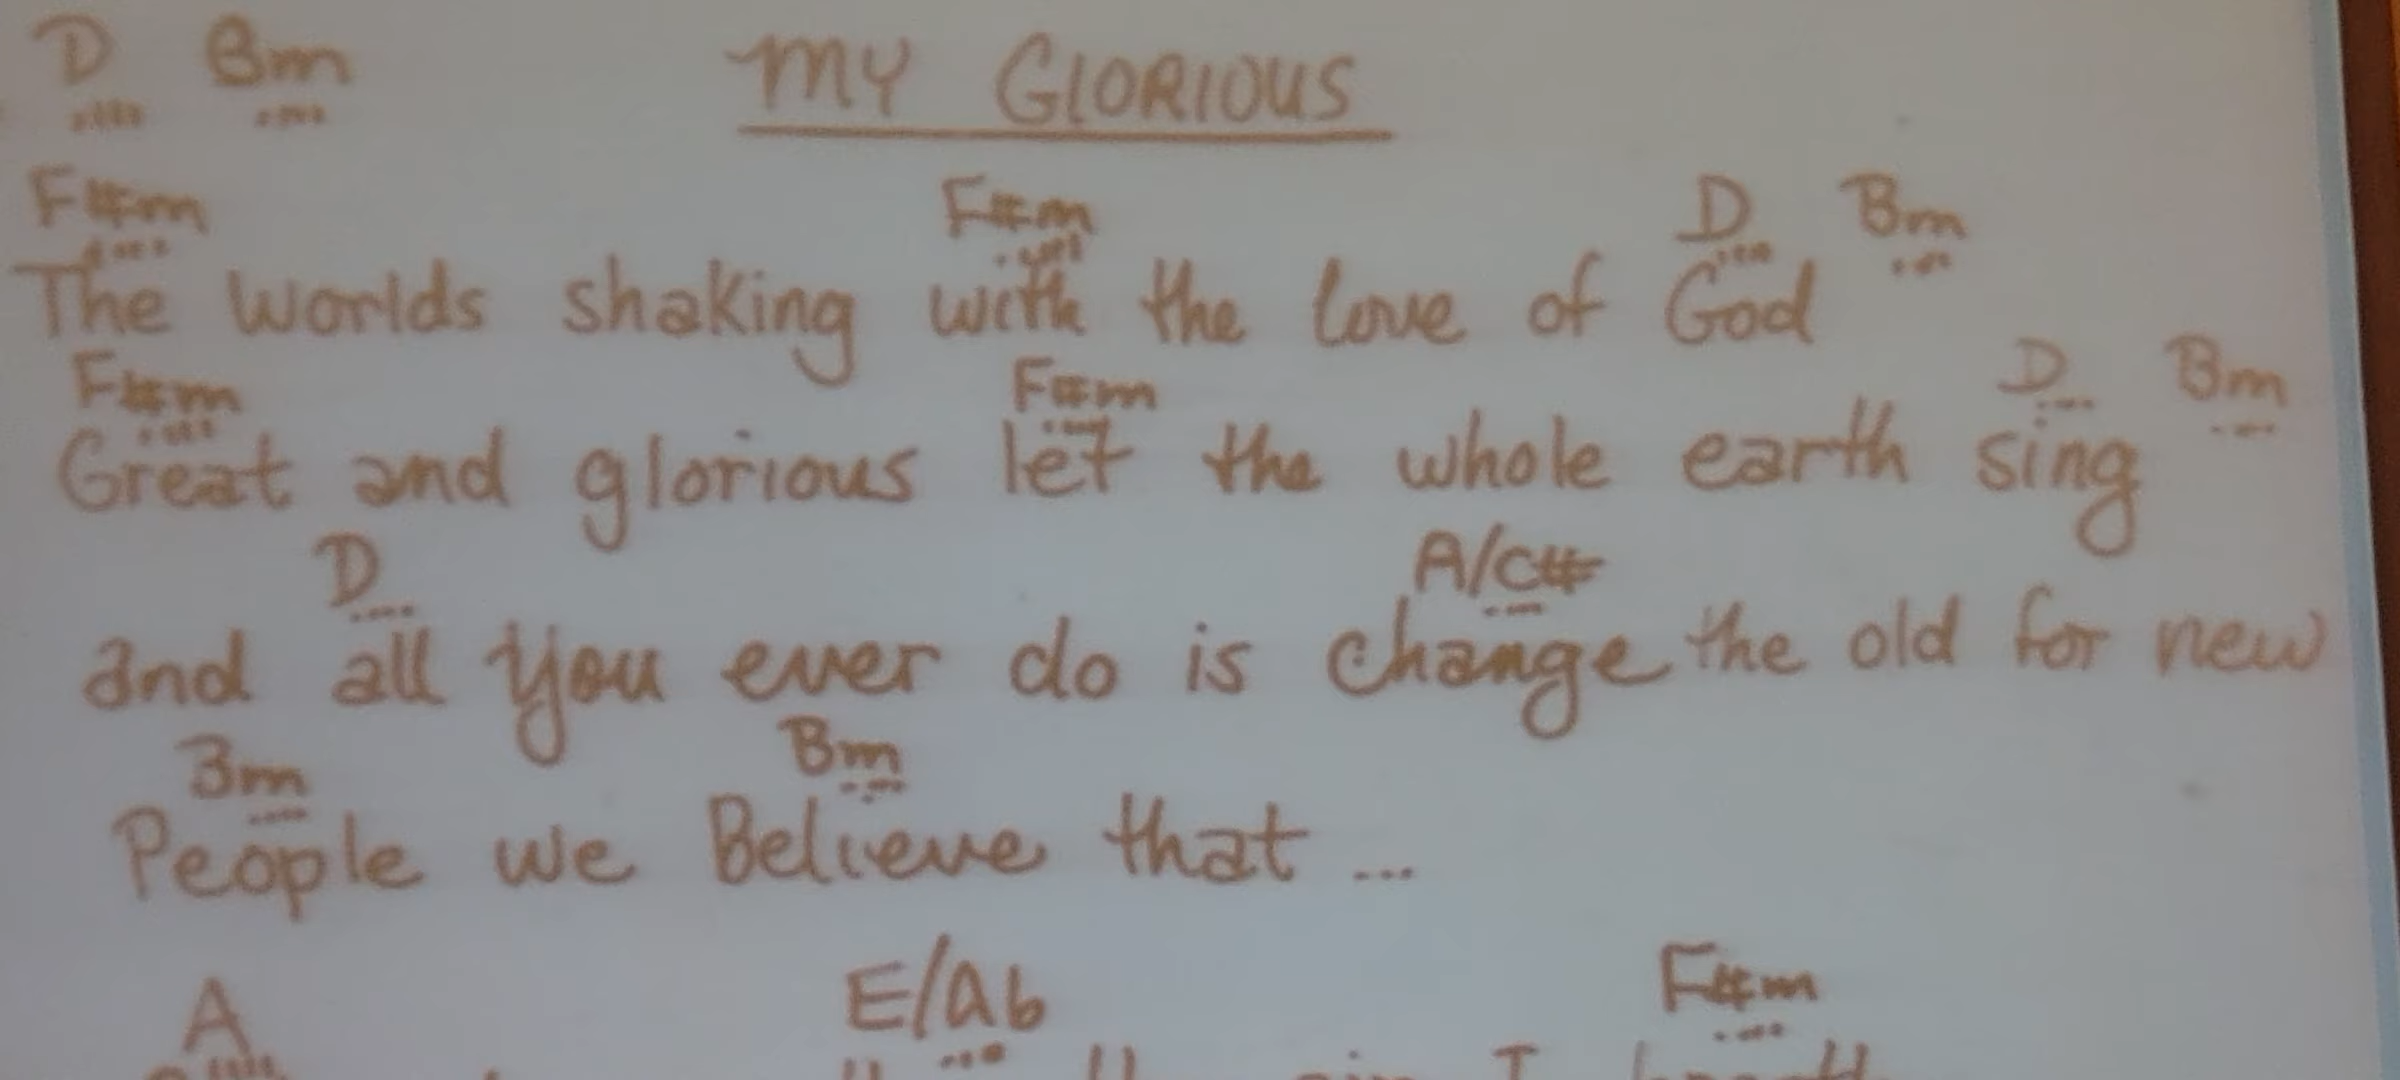 D Bm MY GLORIOUS
F#m F#m D Bm
The worlds shaking with the love of God
F#m F#m D Bm
Great and glorious let the whole earth sing
D A/C#
and all you ever do is change the old for new
Bm Bm
People we Believe that ...
A E/Ab F#m